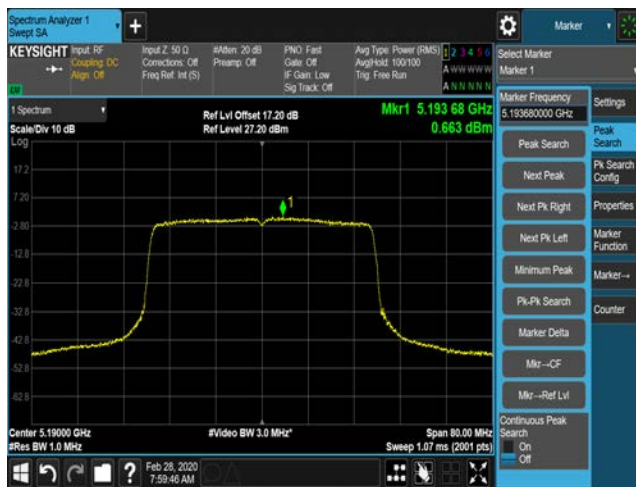 Spectrum Analyzer 1
Swept SA
Marker
KEYSIGHT
Input: RF
Coupling: DC
Align: Off
Input Z: 50 Ω
Corrections: Off
Freq Ref: Int (S)
#Atten: 20 dB
Preamp: Off
PNO: Fast
Gate: Off
IF Gain: Low
Sig Track: Off
Avg Type: Power (RMS)
Avg|Hold: 100/100
Trig: Free Run
1 2 3 4 5 6
A W W W W W
A N N N N N
Select Marker
Marker 1
1 Spectrum
Scale/Div 10 dB
Log
Ref Lvl Offset 17.20 dB
Ref Level 27.20 dBm
Mkr1 5.193 68 GHz
0.663 dBm
17.2
7.20
-2.80
-12.8
-22.8
-32.8
-42.8
-52.8
-62.8
1
Center 5.19000 GHz
#Res BW 1.0 MHz
#Video BW 3.0 MHz*
Span 80.00 MHz
Sweep 1.07 ms (2001 pts)
Marker Frequency
5.193680000 GHz
Peak Search
Next Peak
Next Pk Right
Next Pk Left
Minimum Peak
Pk-Pk Search
Marker Delta
Mkr→CF
Mkr→Ref Lvl
Continuous Peak
Search
On
Off
Settings
Peak
Search
Pk Search
Config
Properties
Marker
Function
Marker→
Counter
?
Feb 28, 2020
7:59:46 AM